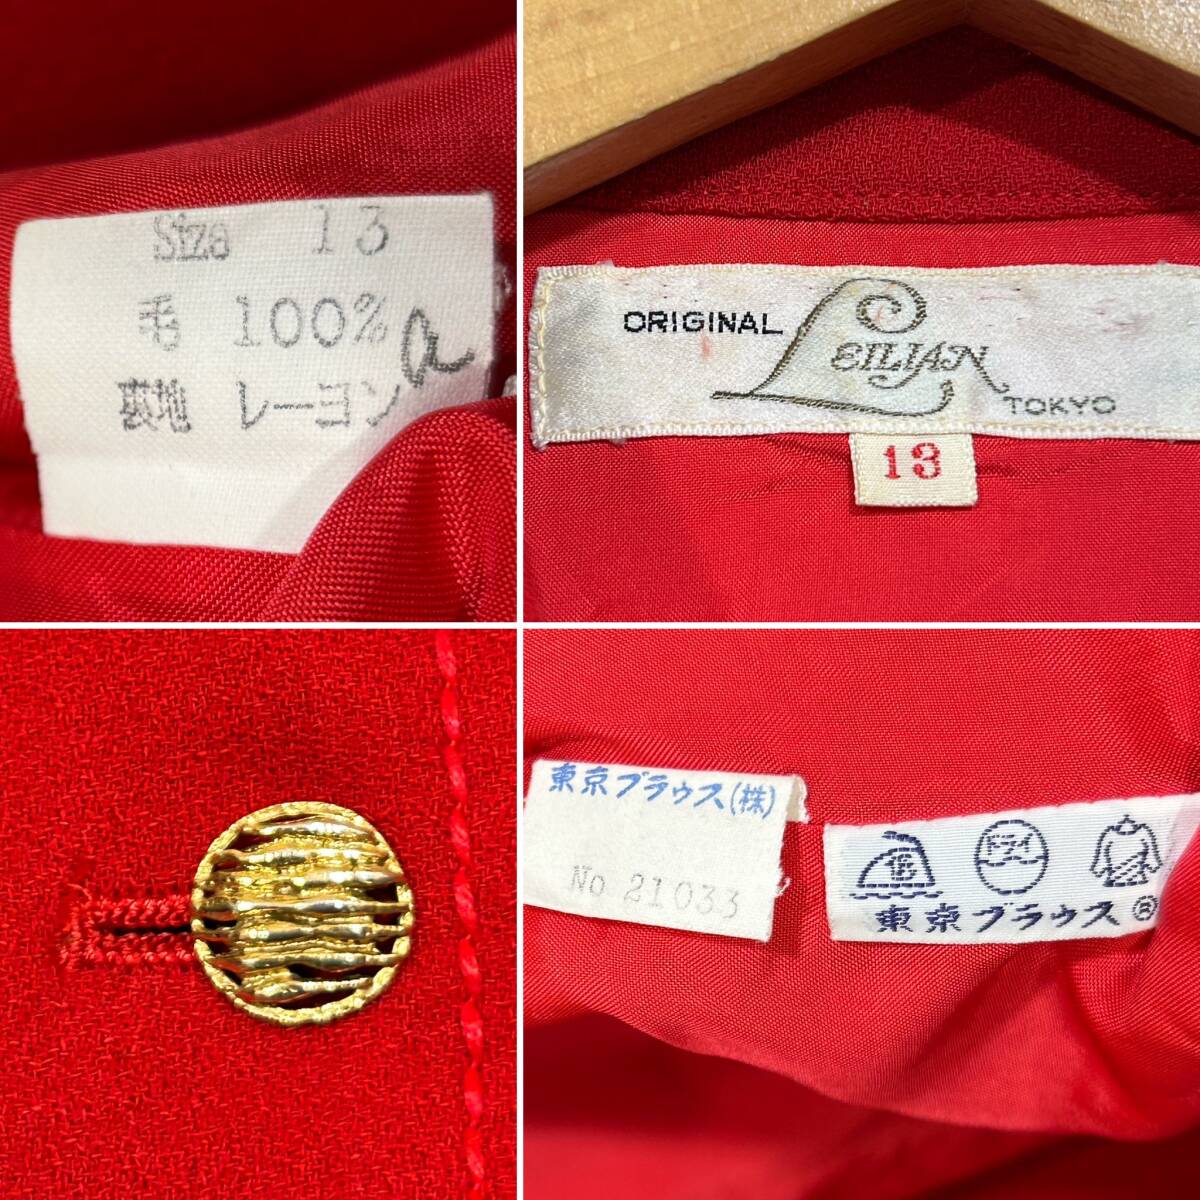 Size 13
毛 100%
a
裏地 レーヨン
ORIGINAL LEILIAN TOKYO
13
東京ブラウス(株)
No 21033
ドライ
東京ブラウス®